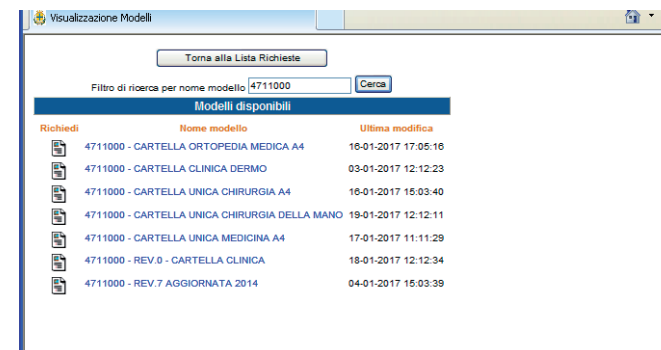 Visualizzazione Modelli
Torna alla Lista Richieste
Filtro di ricerca per nome modello 4711000 Cerca
Modelli disponibili
Richiedi Nome modello Ultima modifica
4711000 - CARTELLA ORTOPEDIA MEDICA A4 16-01-2017 17:05:16
4711000 - CARTELLA CLINICA DERMO 03-01-2017 12:12:23
4711000 - CARTELLA UNICA CHIRURGIA A4 16-01-2017 15:03:40
4711000 - CARTELLA UNICA CHIRURGIA DELLA MANO 19-01-2017 12:12:11
4711000 - CARTELLA UNICA MEDICINA A4 17-01-2017 11:11:29
4711000 - REV.0 - CARTELLA CLINICA 18-01-2017 12:12:34
4711000 - REV.7 AGGIORNATA 2014 04-01-2017 15:03:39